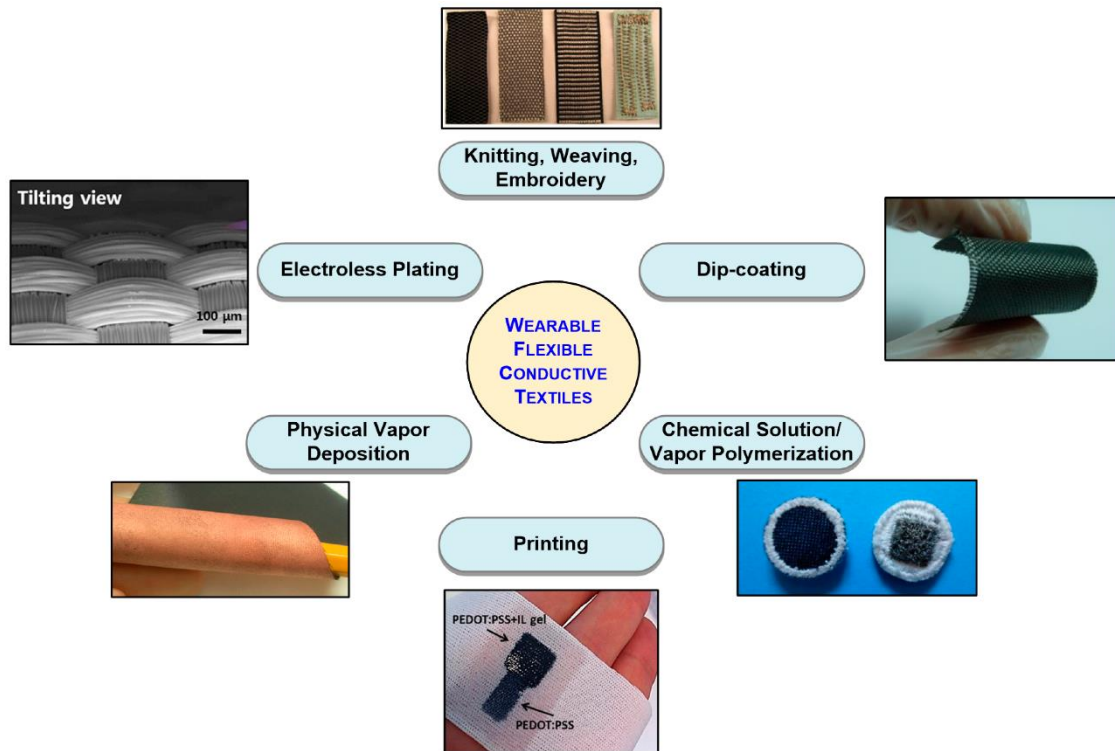 Knitting, Weaving,
Embroidery
Tilting view
100 µm
Electroless Plating
Dip-coating
WEARABLE
FLEXIBLE
CONDUCTIVE
TEXTILES
Physical Vapor
Deposition
Chemical Solution/
Vapor Polymerization
Printing
PEDOT:PSS+IL gel
PEDOT:PSS